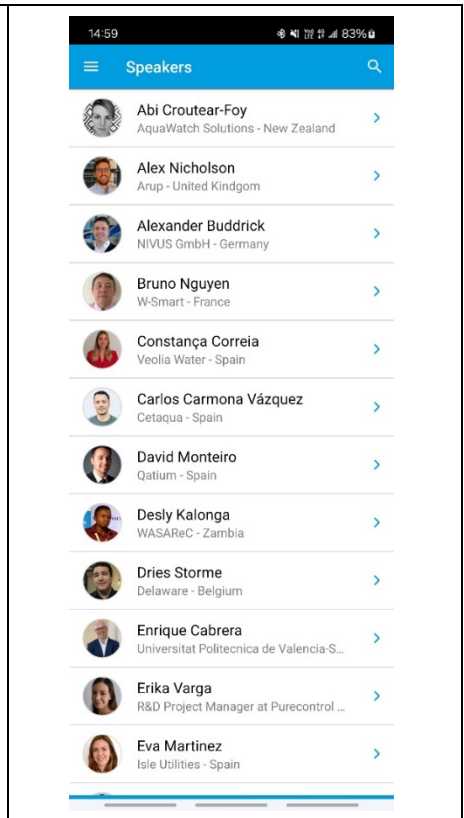 14:59
83%
Speakers
Abi Croutear-Foy
AquaWatch Solutions - New Zealand
Alex Nicholson
Arup - United Kindgom
Alexander Buddrick
NIVUS GmbH - Germany
Bruno Nguyen
W-Smart - France
Constança Correia
Veolia Water - Spain
Carlos Carmona Vázquez
Cetaqua - Spain
David Monteiro
Qatium - Spain
Desly Kalonga
WASAReC - Zambia
Dries Storme
Delaware - Belgium
Enrique Cabrera
Universitat Politecnica de Valencia-S...
Erika Varga
R&D Project Manager at Purecontrol ...
Eva Martinez
Isle Utilities - Spain